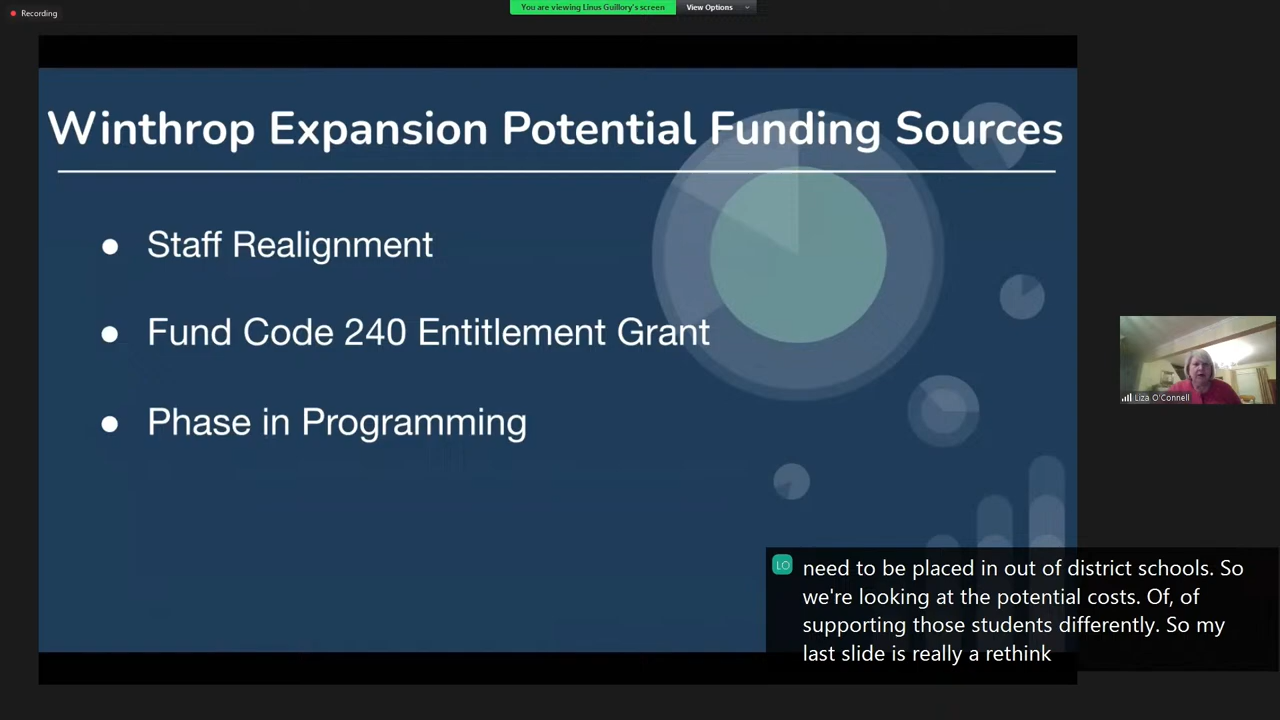 Recording
You are viewing Linus Guillory's screen
View Options
Winthrop Expansion Potential Funding Sources
● Staff Realignment
● Fund Code 240 Entitlement Grant
● Phase in Programming
Liza O'Connell
LO
need to be placed in out of district schools. So
we're looking at the potential costs. Of, of
supporting those students differently. So my
last slide is really a rethink